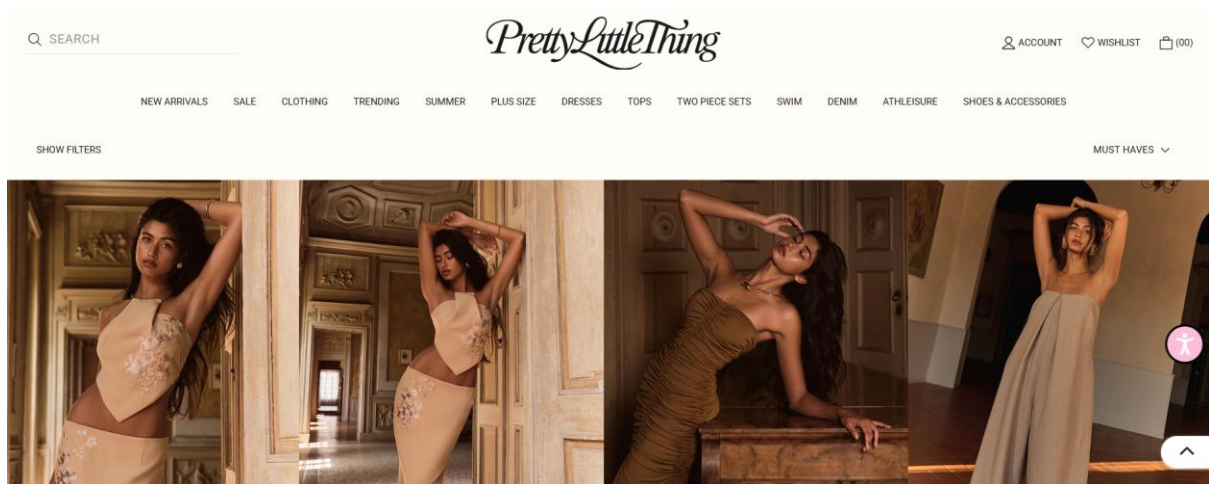 SEARCH
PrettyLittleThing
ACCOUNT WISHLIST (00)
NEW ARRIVALS SALE CLOTHING TRENDING SUMMER PLUS SIZE DRESSES TOPS TWO PIECE SETS SWIM DENIM ATHLEISURE SHOES & ACCESSORIES
SHOW FILTERS MUST HAVES